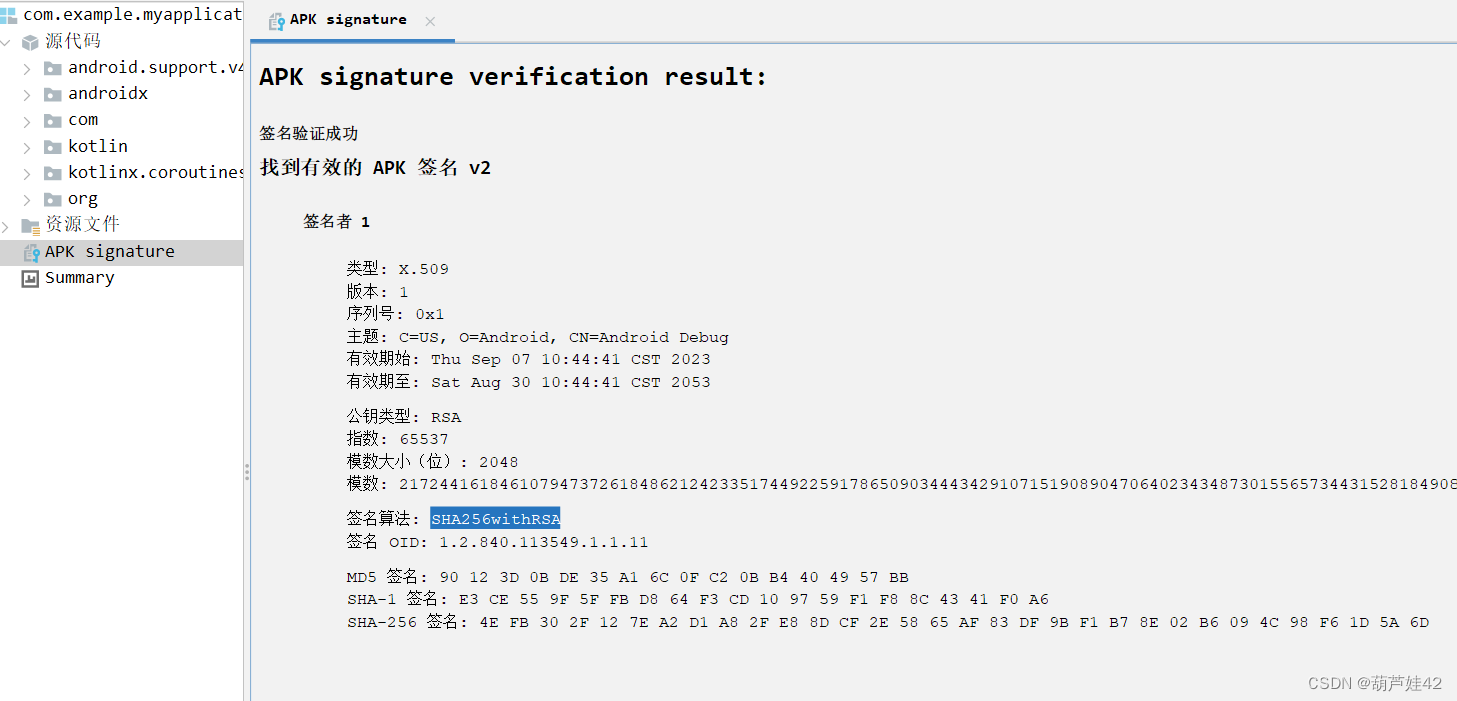 com.example.myapplicat
源代码
android.support.v4
androidx
com
kotlin
kotlinx.coroutines
org
资源文件
APK signature
Summary
APK signature
APK signature verification result:
签名验证成功
找到有效的 APK 签名 v2
签名者 1
类型: X.509
版本: 1
序列号: 0x1
主题: C=US, O=Android, CN=Android Debug
有效期始: Thu Sep 07 10:44:41 CST 2023
有效期至: Sat Aug 30 10:44:41 CST 2053
公钥类型: RSA
指数: 65537
模数大小（位）: 2048
模数: 2172441618461079473726184862124233517449225917865090344434291071519089047064023434873015565734431528184908
签名算法: SHA256withRSA
签名 OID: 1.2.840.113549.1.1.11
MD5 签名: 90 12 3D 0B DE 35 A1 6C 0F C2 0B B4 40 49 57 BB
SHA-1 签名: E3 CE 55 9F 5F FB D8 64 F3 CD 10 97 59 F1 F8 8C 43 41 F0 A6
SHA-256 签名: 4E FB 30 2F 12 7E A2 D1 A8 2F E8 8D CF 2E 58 65 AF 83 DF 9B F1 B7 8E 02 B6 09 4C 98 F6 1D 5A 6D
CSDN @葫芦娃42